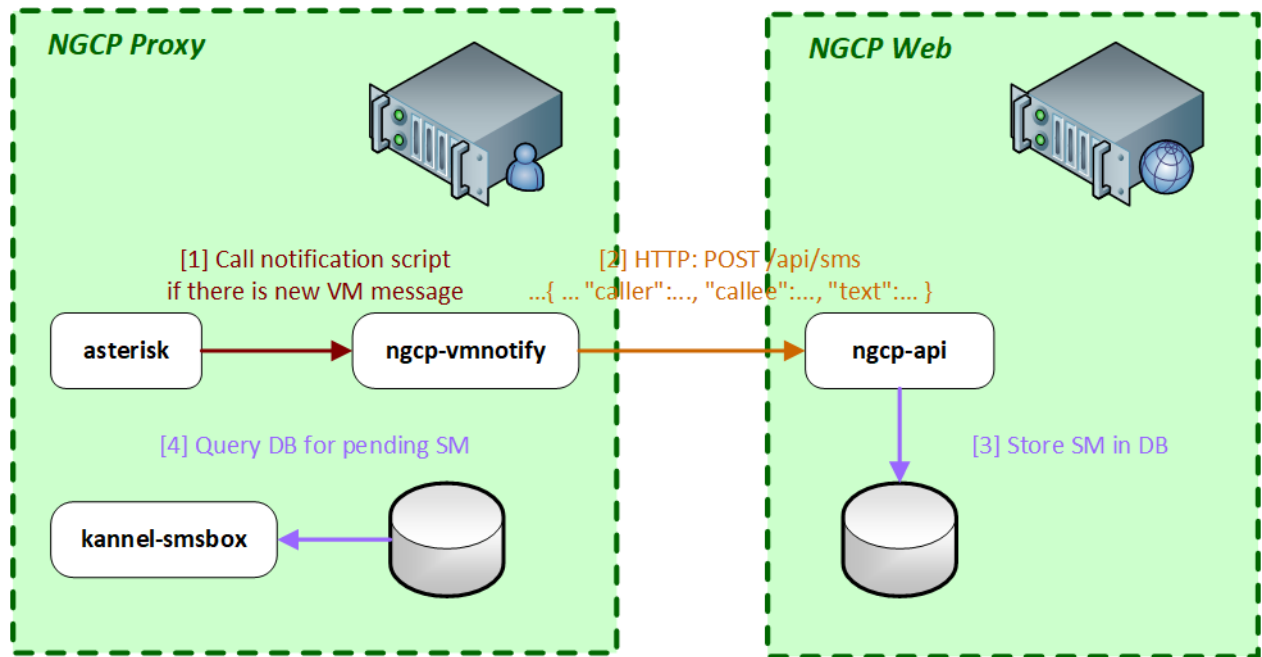 NGCP Proxy
NGCP Web
[1] Call notification script
if there is new VM message
[2] HTTP: POST /api/sms
...{ ... "caller":..., "callee":..., "text":... }
asterisk
ngcp-vmnotify
ngcp-api
[4] Query DB for pending SM
[3] Store SM in DB
kannel-smsbox